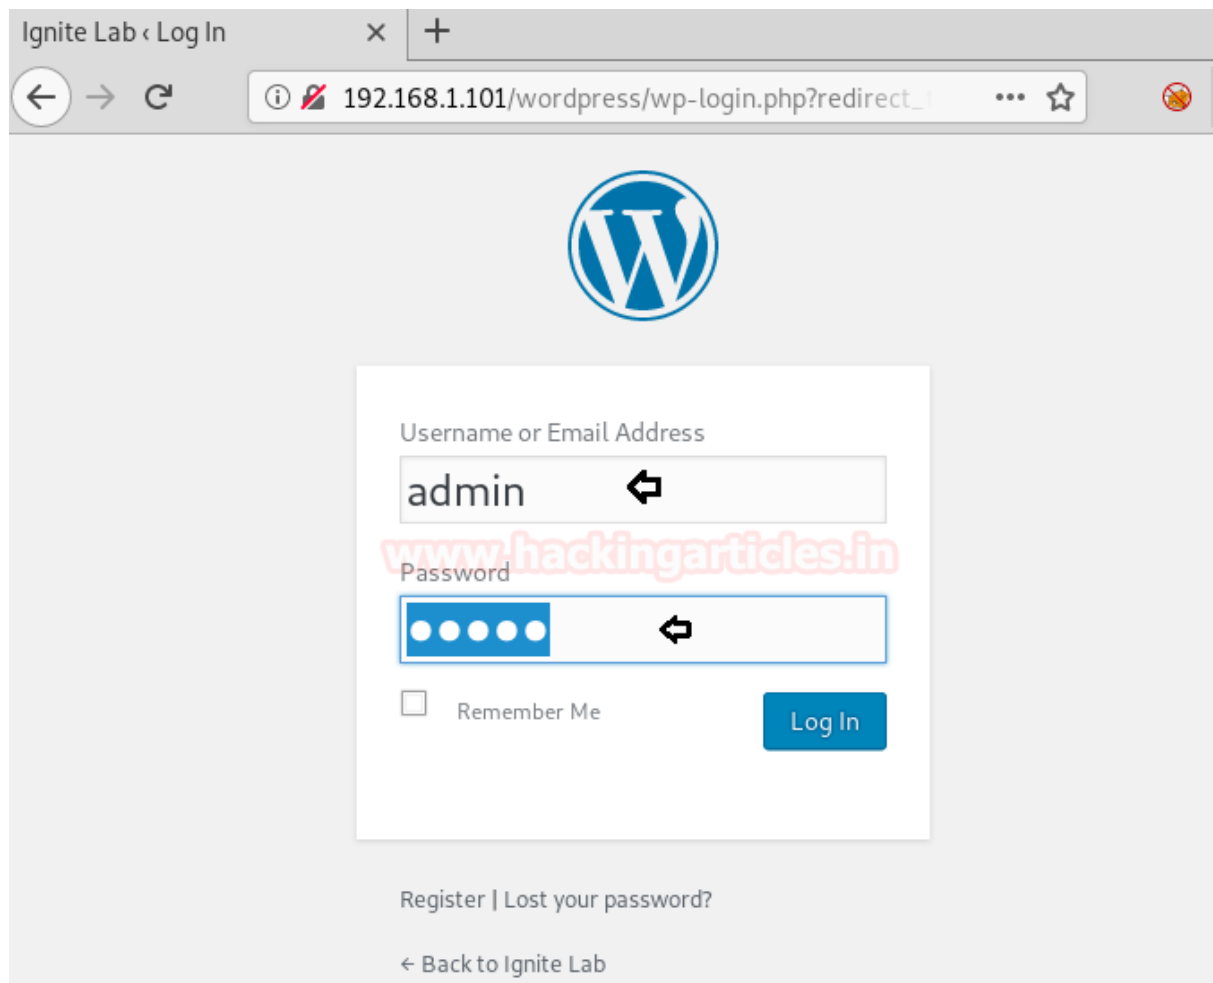 Ignite Lab ‹ Log In
192.168.1.101/wordpress/wp-login.php?redirect_
Username or Email Address
admin
www.hackingarticles.in
Password
Remember Me
Log In
Register | Lost your password?
← Back to Ignite Lab